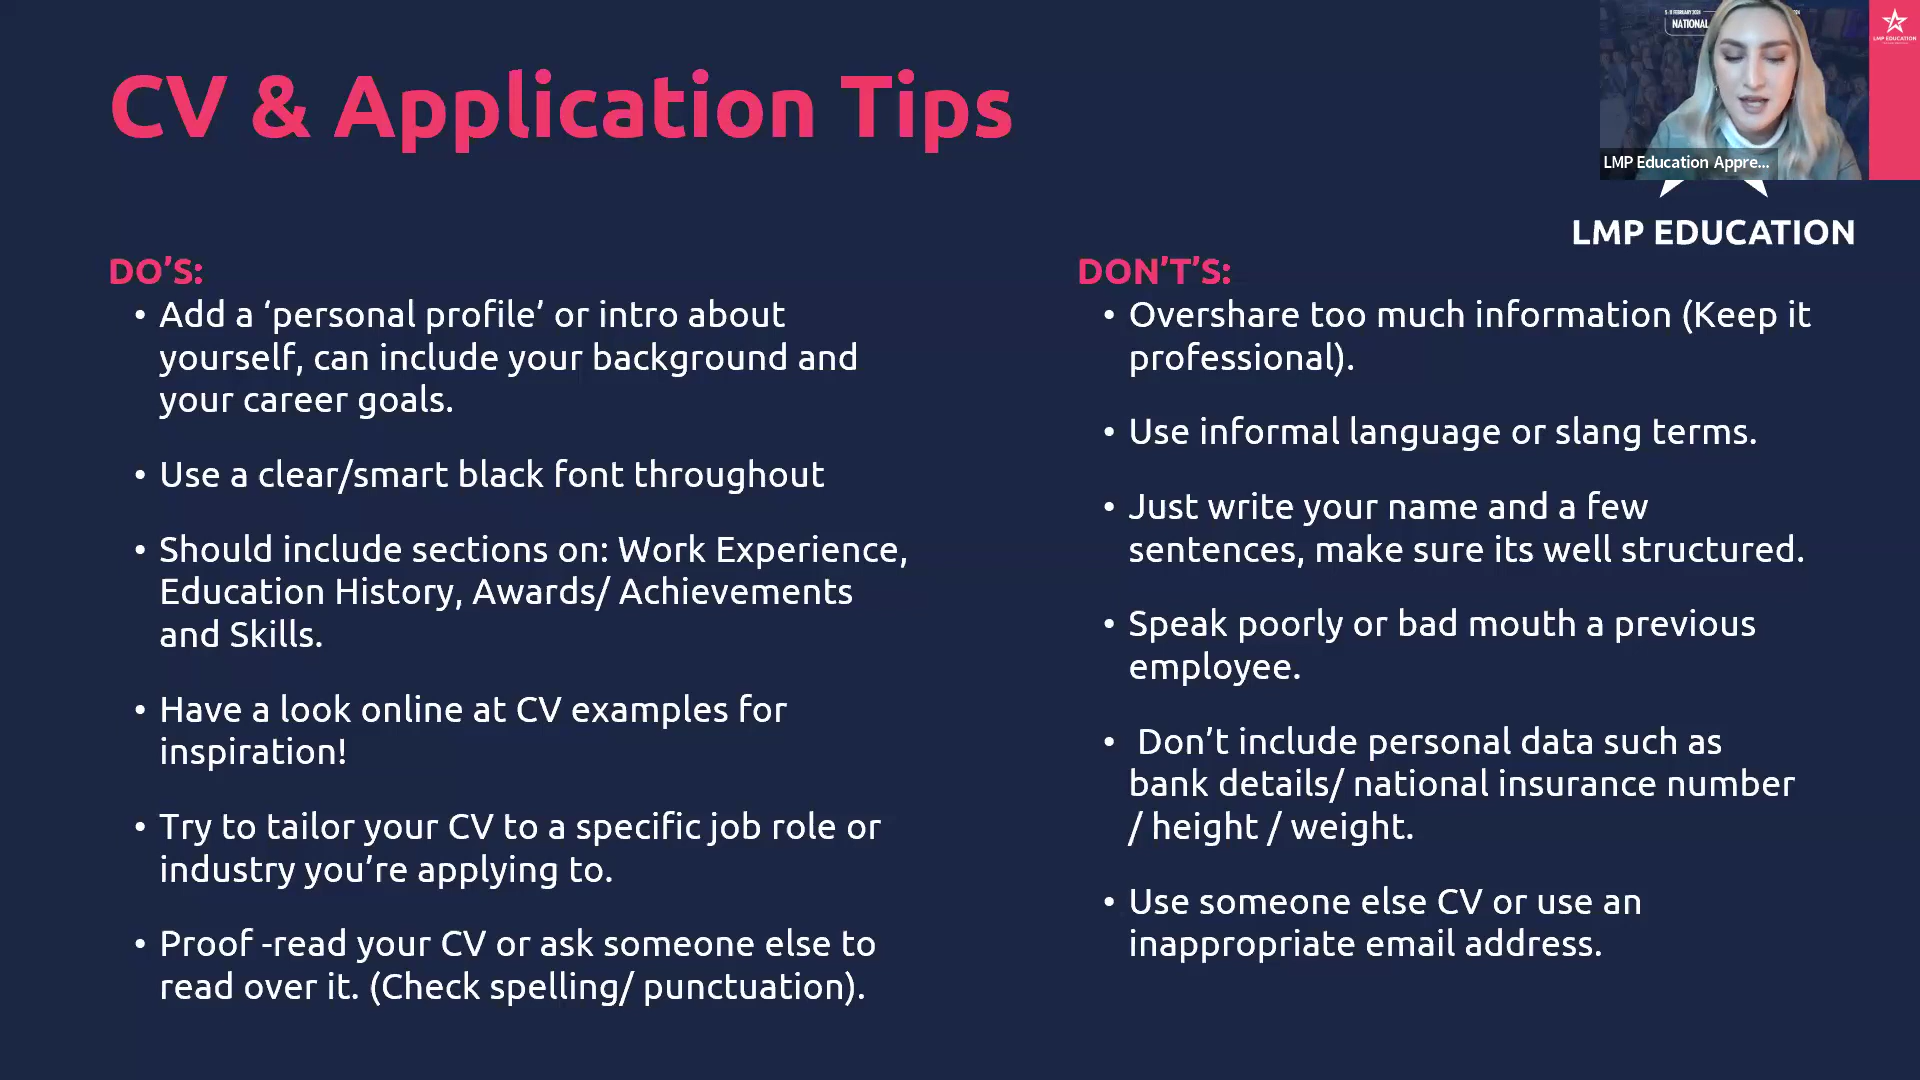 CV & Application Tips
5-11 FEBRUARY 2024
NATIONAL
LMP EDUCATION
LMP Education Appre...
LMP EDUCATION
DO’S:
• Add a ‘personal profile’ or intro about
yourself, can include your background and
your career goals.
• Use a clear/smart black font throughout
• Should include sections on: Work Experience,
Education History, Awards/ Achievements
and Skills.
• Have a look online at CV examples for
inspiration!
• Try to tailor your CV to a specific job role or
industry you’re applying to.
• Proof -read your CV or ask someone else to
read over it. (Check spelling/ punctuation).
DON’T’S:
• Overshare too much information (Keep it
professional).
• Use informal language or slang terms.
• Just write your name and a few
sentences, make sure its well structured.
• Speak poorly or bad mouth a previous
employee.
• Don’t include personal data such as
bank details/ national insurance number
/ height / weight.
• Use someone else CV or use an
inappropriate email address.